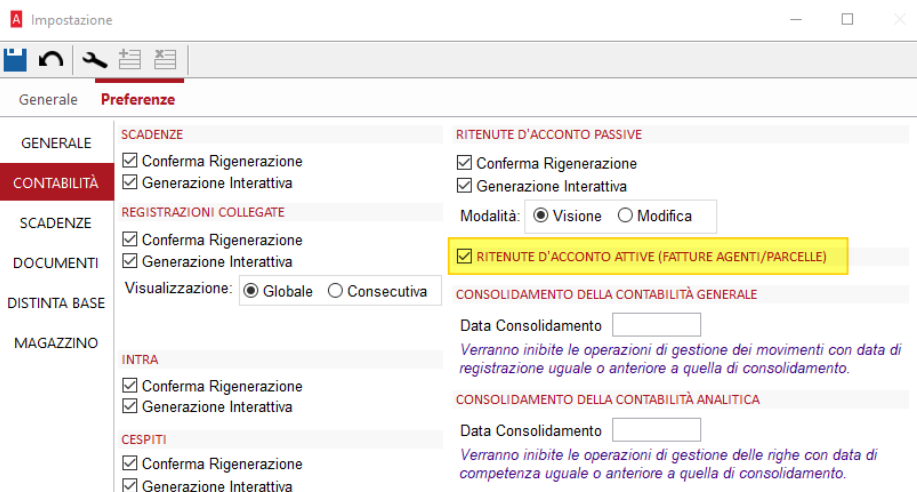 A Impostazione
Generale Preferenze
GENERALE
CONTABILITÀ
SCADENZE
DOCUMENTI
DISTINTA BASE
MAGAZZINO
SCADENZE
Conferma Rigenerazione
Generazione Interattiva
REGISTRAZIONI COLLEGATE
Conferma Rigenerazione
Generazione Interattiva
Visualizzazione: Globale Consecutiva
INTRA
Conferma Rigenerazione
Generazione Interattiva
CESPITI
Conferma Rigenerazione
Generazione Interattiva
RITENUTE D'ACCONTO PASSIVE
Conferma Rigenerazione
Generazione Interattiva
Modalità: Visione Modifica
RITENUTE D'ACCONTO ATTIVE (FATTURE AGENTI/PARCELLE)
CONSOLIDAMENTO DELLA CONTABILITÀ GENERALE
Data Consolidamento
Verranno inibite le operazioni di gestione dei movimenti con data di
registrazione uguale o anteriore a quella di consolidamento.
CONSOLIDAMENTO DELLA CONTABILITÀ ANALITICA
Data Consolidamento
Verranno inibite le operazioni di gestione delle righe con data di
competenza uguale o anteriore a quella di consolidamento.